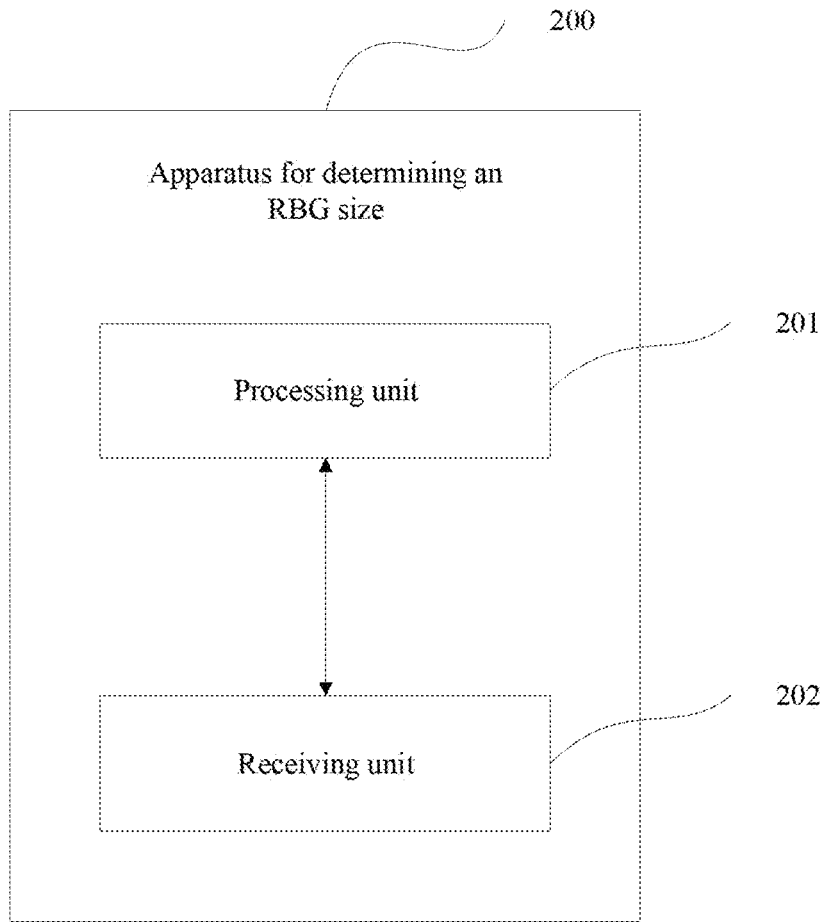 200
Apparatus for determining an
RBG size
201
Processing unit
202
Receiving unit